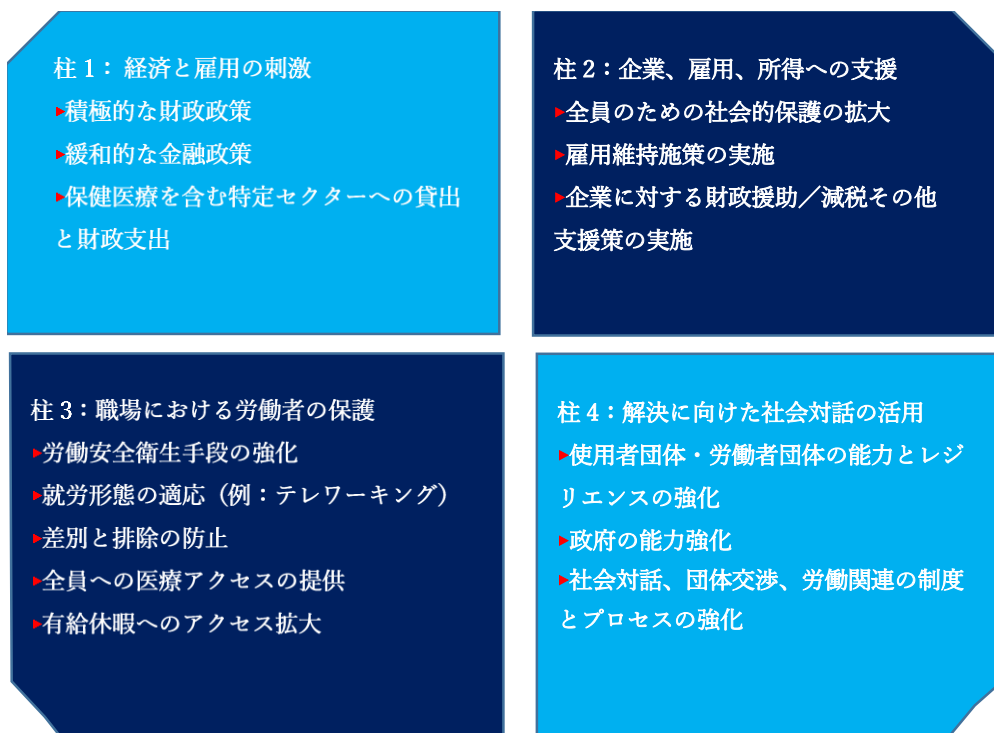 柱 1： 経済と雇用の刺激
▸積極的な財政政策
▸緩和的な金融政策
▸保健医療を含む特定セクターへの貸出
と財政支出
柱 2：企業、雇用、所得への支援
▸全員のための社会的保護の拡大
▸雇用維持施策の実施
▸企業に対する財政援助／減税その他
支援策の実施
柱 3：職場における労働者の保護
▸労働安全衛生手段の強化
▸就労形態の適応（例：テレワーキング）
▸差別と排除の防止
▸全員への医療アクセスの提供
▸有給休暇へのアクセス拡大
柱 4：解決に向けた社会対話の活用
▸使用者団体・労働者団体の能力とレジ
リエンスの強化
▸政府の能力強化
▸社会対話、団体交渉、労働関連の制度
とプロセスの強化